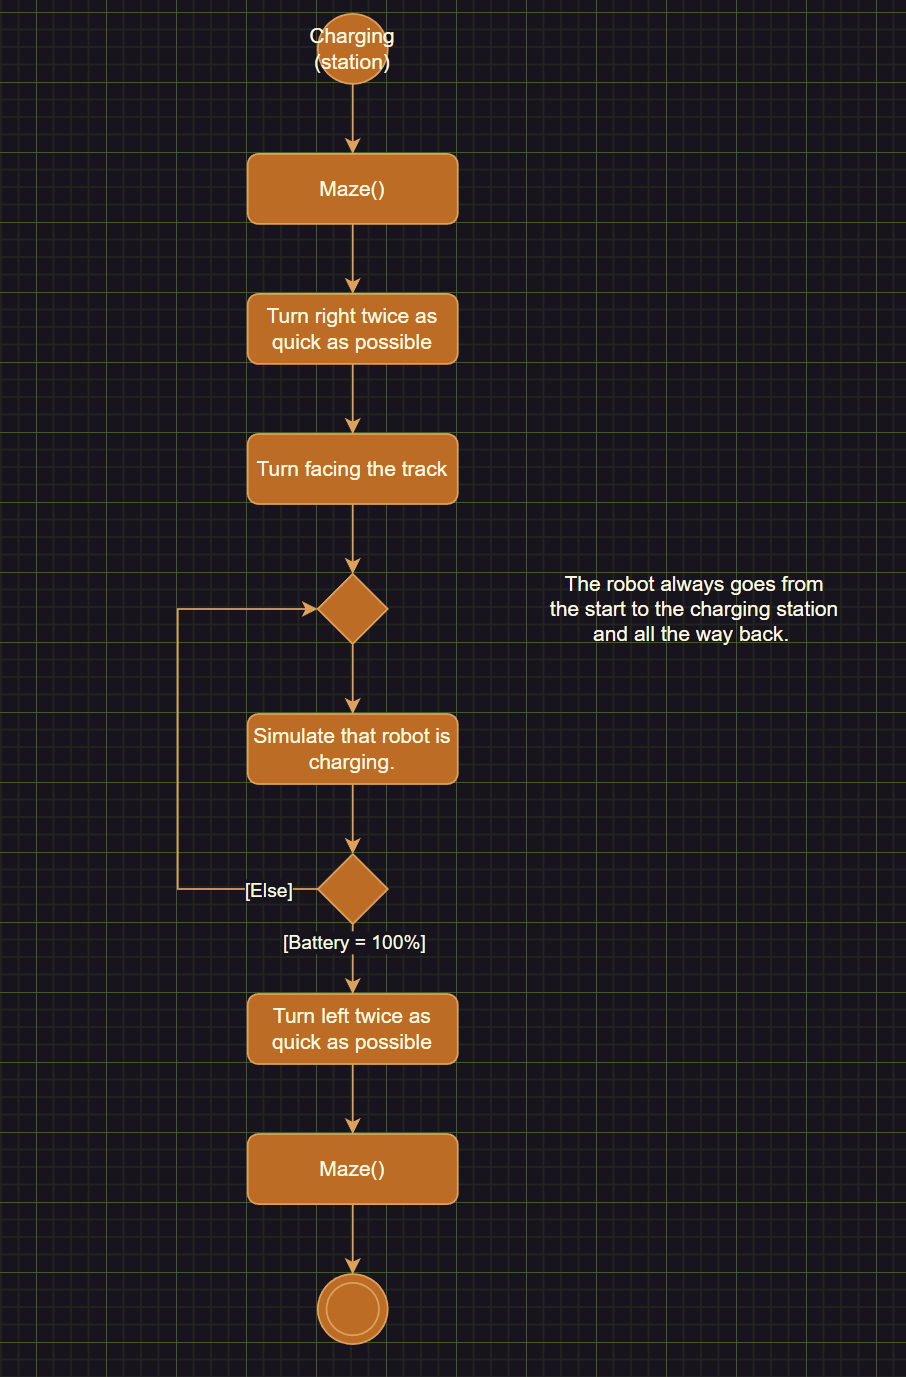 Charging
(station)
Maze()
Turn right twice as
quick as possible
Turn facing the track
The robot always goes from
the start to the charging station
and all the way back.
Simulate that robot is
charging.
[Else]
[Battery = 100%]
Turn left twice as
quick as possible
Maze()